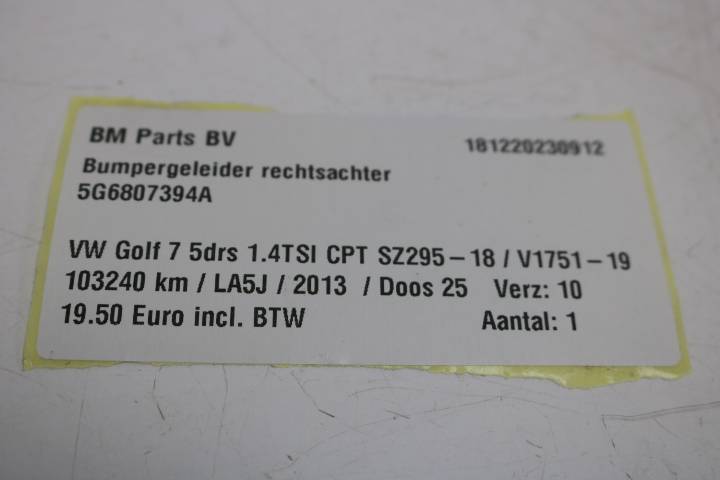 BM Parts BV 181220230912
Bumpergeleider rechtsachter
5G6807394A
VW Golf 7 5drs 1.4TSI CPT SZ295-18 / V1751-19
103240 km / LA5J / 2013 / Doos 25 Verz: 10
19.50 Euro incl. BTW Aantal: 1